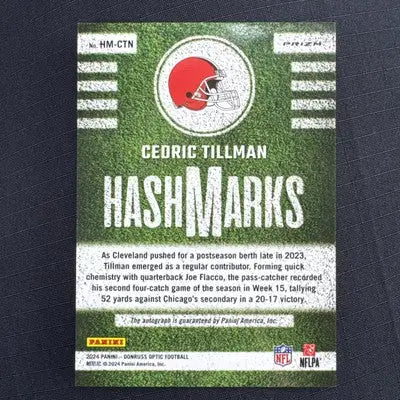 No. HM-CTN
PRIZM
CEDRIC TILLMAN
HASHMARKS
As Cleveland pushed for a postseason berth late in 2023,
Tillman emerged as a regular contributor. Forming quick
chemistry with quarterback Joe Flacco, the pass-catcher recorded
his second four-catch game of the season in Week 15, tallying
52 yards against Chicago's secondary in a 20-17 victory.
The autograph is guaranteed by Panini America, Inc.
PANINI
2024 PANINI – DONRUSS OPTIC FOOTBALL
© 2024 Panini America, Inc.
NFL
NFLPA